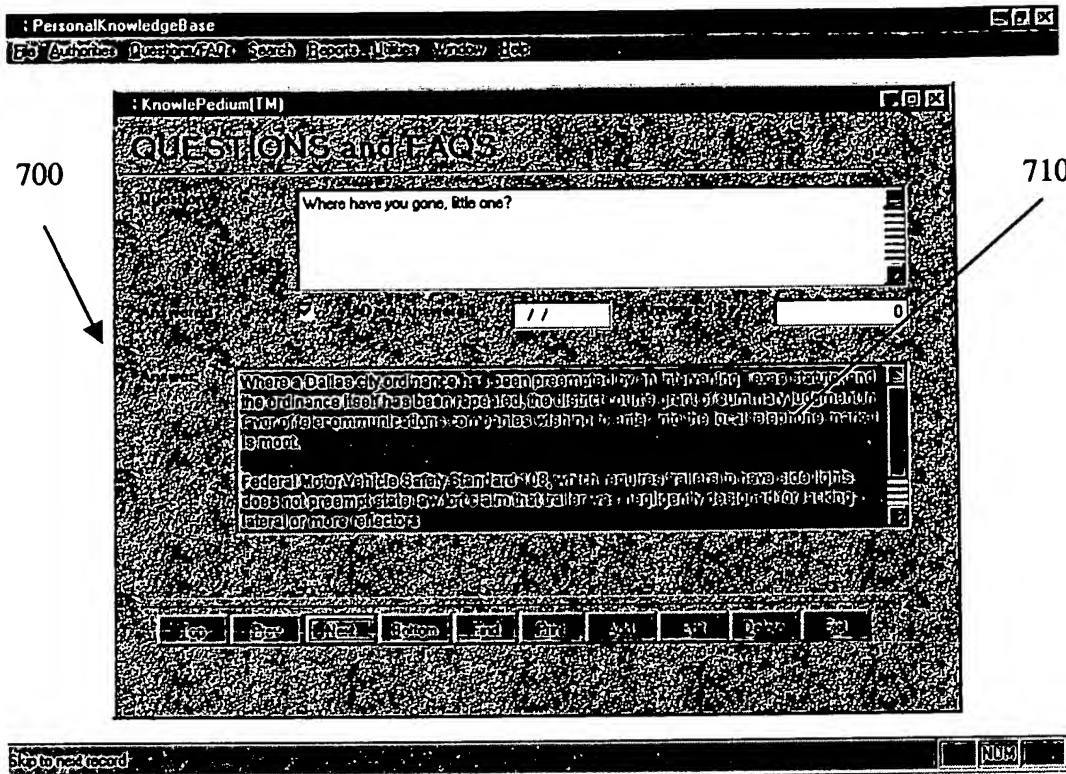 : PersonalKnowledgeBase
File Authorities Questions/FAQs Search Reports Utilities Window Help
: KnowlePedium(TM)
QUESTIONS and FAQS
700
710
Question
Where have you gone, little one?
Answered
Date Answered
/ /
0
Answer
Where a Dallas city ordinance has been preempted by an intervening Texas statute, and
the ordinance itself has been repealed, the district court's grant of summary judgment in
favor of telecommunications companies wishing to enter into the local telephone market
is moot.
Federal Motor Vehicle Safety Standard 108, which requires trailers to have side lights
does not preempt state law tort claim that trailer was negligently designed for lacking
lateral or more reflectors
Top Prev Next Bottom Find Print Add Edit Delete Exit
Skip to next record
NUM